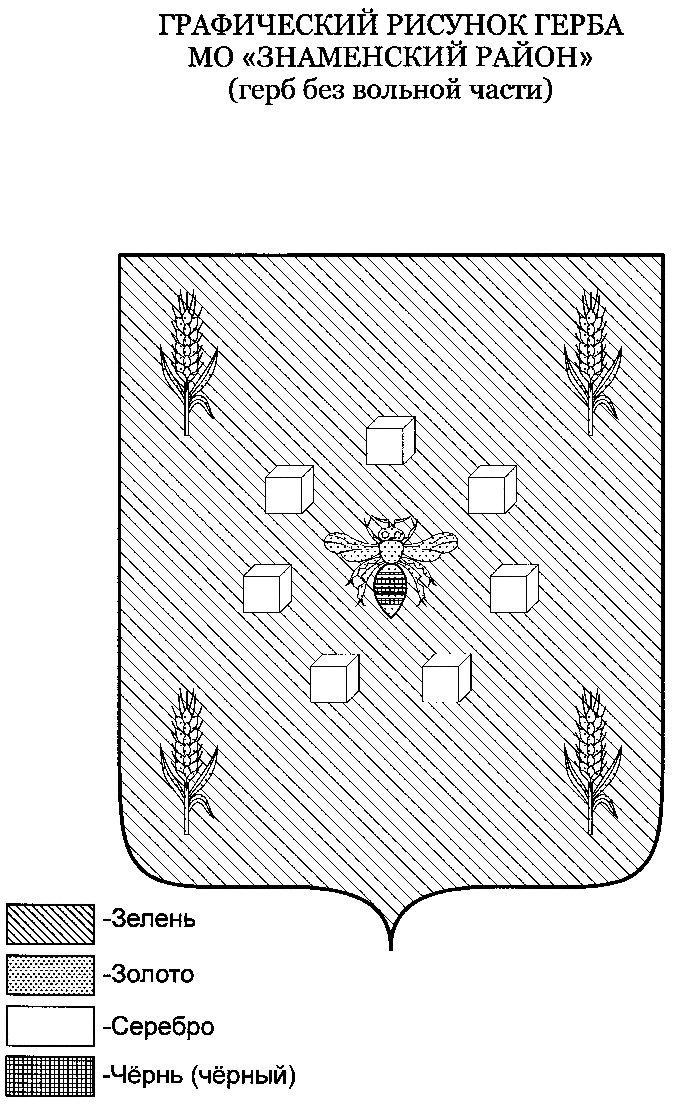 ГРАФИЧЕСКИЙ РИСУНОК ГЕРБА
МО «ЗНАМЕНСКИЙ РАЙОН»
(герб без вольной части)
-Зелень
-Золото
-Серебро
-Чёрнь (чёрный)